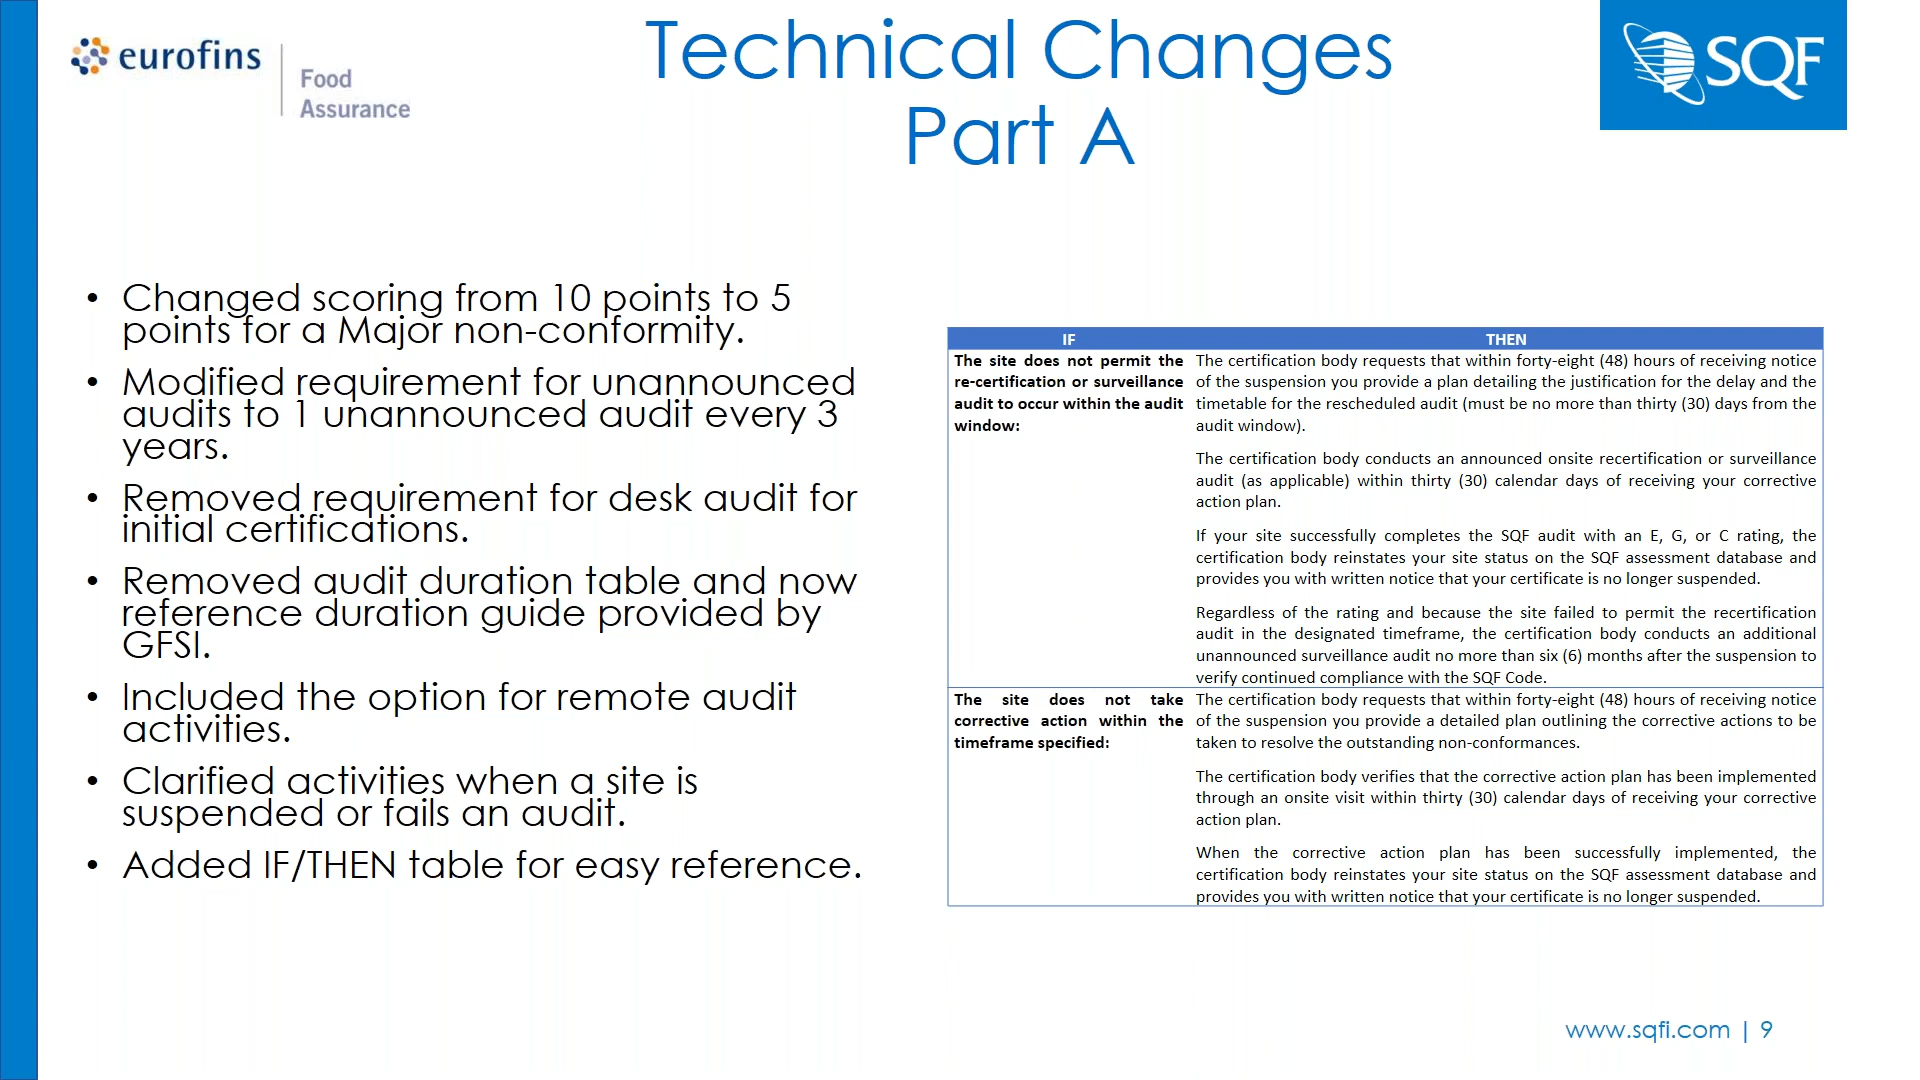 eurofins
Food
Assurance
Technical Changes
Part A
SQF
• Changed scoring from 10 points to 5
points for a Major non-conformity.
• Modified requirement for unannounced
audits to 1 unannounced audit every 3
years.
• Removed requirement for desk audit for
initial certifications.
• Removed audit duration table and now
reference duration guide provided by
GFSI.
• Included the option for remote audit
activities.
• Clarified activities when a site is
suspended or fails an audit.
• Added IF/THEN table for easy reference.
IF
THEN
The site does not permit the
re-certification or surveillance
audit to occur within the audit
window:
The certification body requests that within forty-eight (48) hours of receiving notice
of the suspension you provide a plan detailing the justification for the delay and the
timetable for the rescheduled audit (must be no more than thirty (30) days from the
audit window).
The certification body conducts an announced onsite recertification or surveillance
audit (as applicable) within thirty (30) calendar days of receiving your corrective
action plan.
If your site successfully completes the SQF audit with an E, G, or C rating, the
certification body reinstates your site status on the SQF assessment database and
provides you with written notice that your certificate is no longer suspended.
Regardless of the rating and because the site failed to permit the recertification
audit in the designated timeframe, the certification body conducts an additional
unannounced surveillance audit no more than six (6) months after the suspension to
verify continued compliance with the SQF Code.
The site does not take
corrective action within the
timeframe specified:
The certification body requests that within forty-eight (48) hours of receiving notice
of the suspension you provide a detailed plan outlining the corrective actions to be
taken to resolve the outstanding non-conformances.
The certification body verifies that the corrective action plan has been implemented
through an onsite visit within thirty (30) calendar days of receiving your corrective
action plan.
When the corrective action plan has been successfully implemented, the
certification body reinstates your site status on the SQF assessment database and
provides you with written notice that your certificate is no longer suspended.
www.sqfi.com | 9